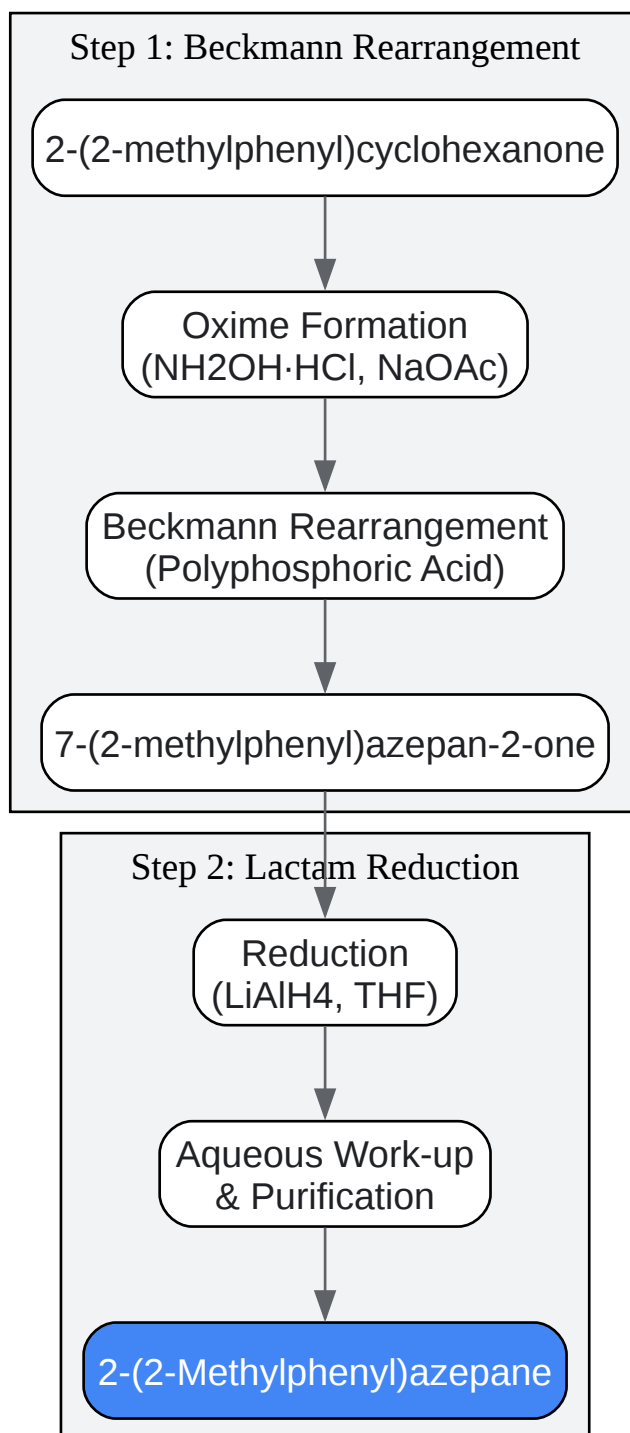 Step 1: Beckmann Rearrangement
2-(2-methylphenyl)cyclohexanone
Oxime Formation
(NH2OH·HCl, NaOAc)
Beckmann Rearrangement
(Polyphosphoric Acid)
7-(2-methylphenyl)azepan-2-one
Step 2: Lactam Reduction
Reduction
(LiAlH4, THF)
Aqueous Work-up
& Purification
2-(2-Methylphenyl)azepane